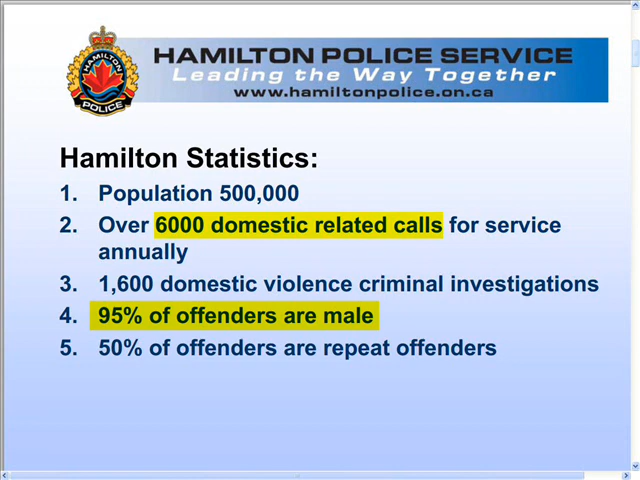 HAMILTON
POLICE
HAMILTON POLICE SERVICE
Leading the Way Together
www.hamiltonpolice.on.ca
Hamilton Statistics:
1. Population 500,000
2. Over 6000 domestic related calls for service
annually
3. 1,600 domestic violence criminal investigations
4. 95% of offenders are male
5. 50% of offenders are repeat offenders